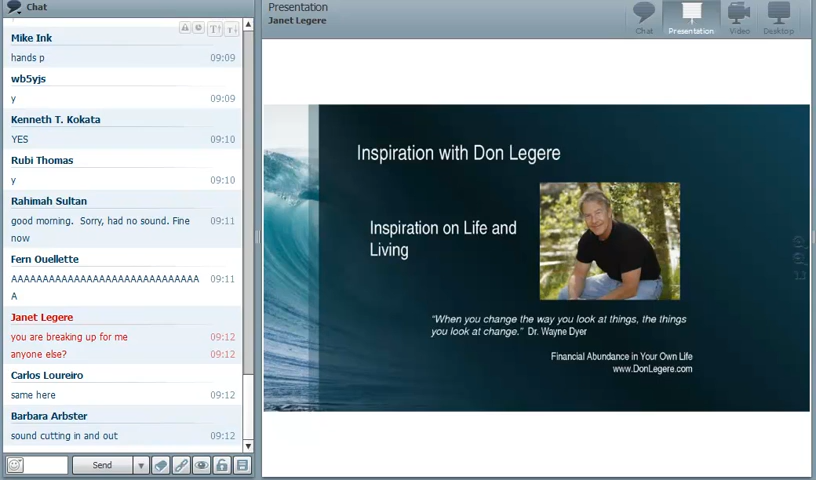 Chat
Mike Ink
hands p 09:09
wb5yjs
y 09:09
Kenneth T. Kokata
YES 09:10
Rubi Thomas
y 09:10
Rahimah Sultan
good morning. Sorry, had no sound. Fine 09:11
now
Fern Ouellette
AAAAAAAAAAAAAAAAAAAAAAAAAAAAAA 09:11
A
Janet Legere
you are breaking up for me 09:12
anyone else? 09:12
Carlos Loureiro
same here 09:12
Barbara Arbster
sound cutting in and out 09:12
Send
Presentation
Janet Legere
Chat
Presentation
Video
Desktop
Inspiration with Don Legere
Inspiration on Life and
Living
"When you change the way you look at things, the things
you look at change." Dr. Wayne Dyer
Financial Abundance in Your Own Life
www.DonLegere.com